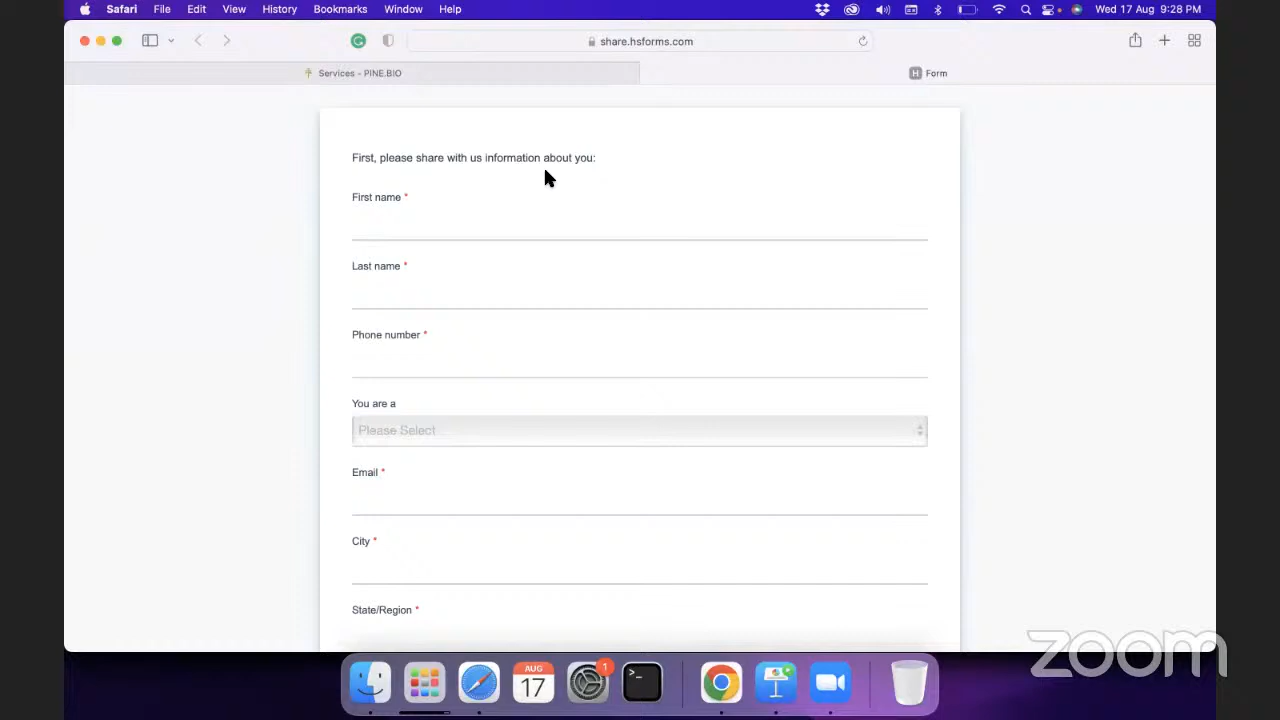 Safari File Edit View History Bookmarks Window Help Wed 17 Aug 9:28 PM
share.hsforms.com
Services - PINE.BIO
H Form
First, please share with us information about you:
First name *
Last name *
Phone number *
You are a
Please Select
Email *
City *
State/Region *
zoom
AUG
17
1
>_